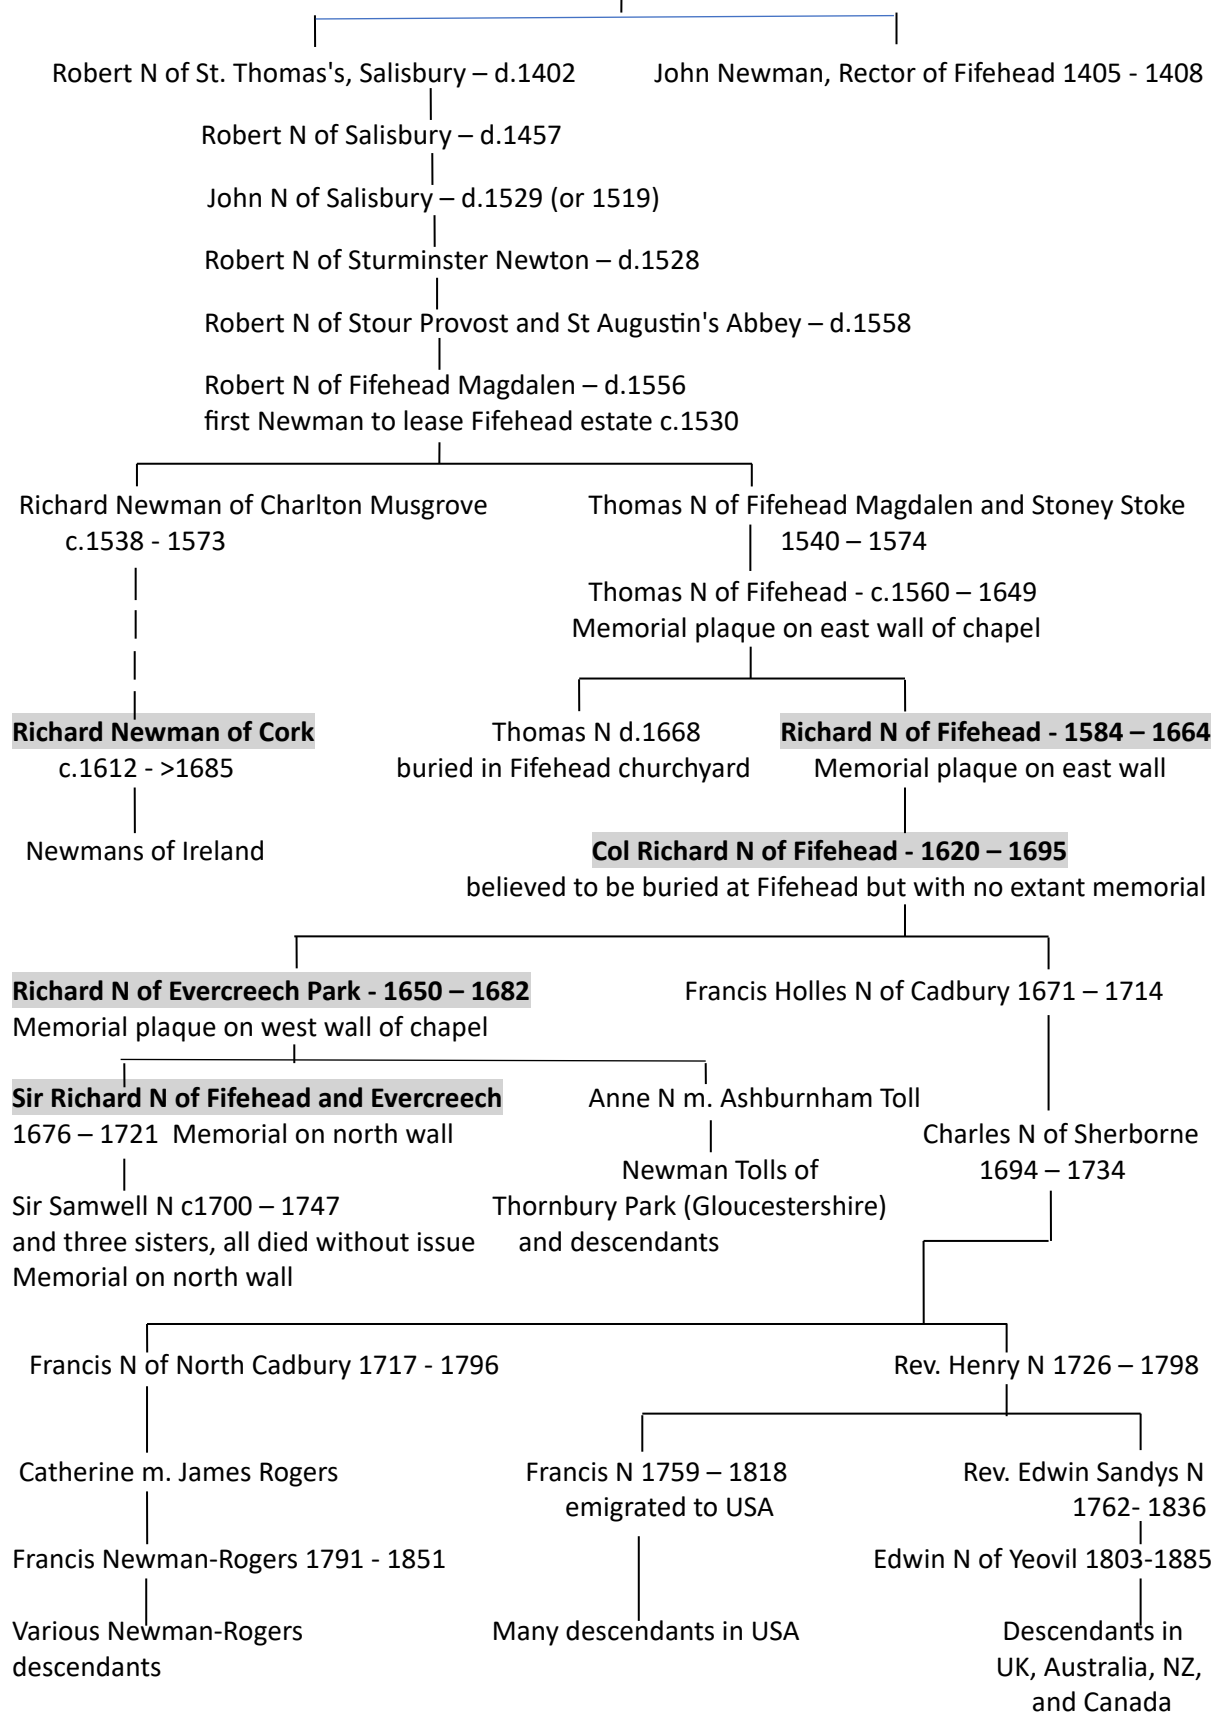 Robert N of St. Thomas's, Salisbury – d.1402
John Newman, Rector of Fifehead 1405 - 1408
Robert N of Salisbury – d.1457
John N of Salisbury – d.1529 (or 1519)
Robert N of Sturminster Newton – d.1528
Robert N of Stour Provost and St Augustin's Abbey – d.1558
Robert N of Fifehead Magdalen – d.1556
first Newman to lease Fifehead estate c.1530
Richard Newman of Charlton Musgrove
c.1538 - 1573
Thomas N of Fifehead Magdalen and Stoney Stoke
1540 – 1574
Thomas N of Fifehead - c.1560 – 1649
Memorial plaque on east wall of chapel
Richard Newman of Cork
c.1612 - >1685
Thomas N d.1668
buried in Fifehead churchyard
Richard N of Fifehead - 1584 – 1664
Memorial plaque on east wall
Newmans of Ireland
Col Richard N of Fifehead - 1620 – 1695
believed to be buried at Fifehead but with no extant memorial
Richard N of Evercreech Park - 1650 – 1682
Memorial plaque on west wall of chapel
Francis Holles N of Cadbury 1671 – 1714
Sir Richard N of Fifehead and Evercreech
1676 – 1721 Memorial on north wall
Anne N m. Ashburnham Toll
Charles N of Sherborne
1694 – 1734
Newman Tolls of
Thornbury Park (Gloucestershire)
and descendants
Sir Samwell N c1700 – 1747
and three sisters, all died without issue
Memorial on north wall
Francis N of North Cadbury 1717 - 1796
Rev. Henry N 1726 – 1798
Catherine m. James Rogers
Francis N 1759 – 1818
emigrated to USA
Rev. Edwin Sandys N
1762- 1836
Francis Newman-Rogers 1791 - 1851
Edwin N of Yeovil 1803-1885
Various Newman-Rogers
descendants
Many descendants in USA
Descendants in
UK, Australia, NZ,
and Canada